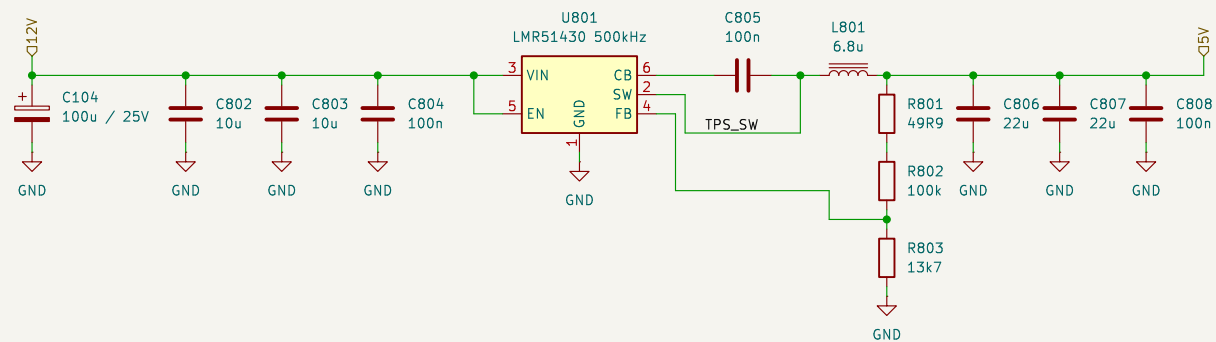 12V
C104
100u / 25V
GND
C802
10u
GND
C803
10u
GND
C804
100n
GND
U801
LMR51430 500kHz
3
VIN
5
EN
GND
1
GND
CB
6
SW
2
FB
4
TPS_SW
C805
100n
L801
6.8u
R801
49R9
R802
100k
R803
13k7
GND
C806
22u
GND
C807
22u
GND
C808
100n
GND
5V